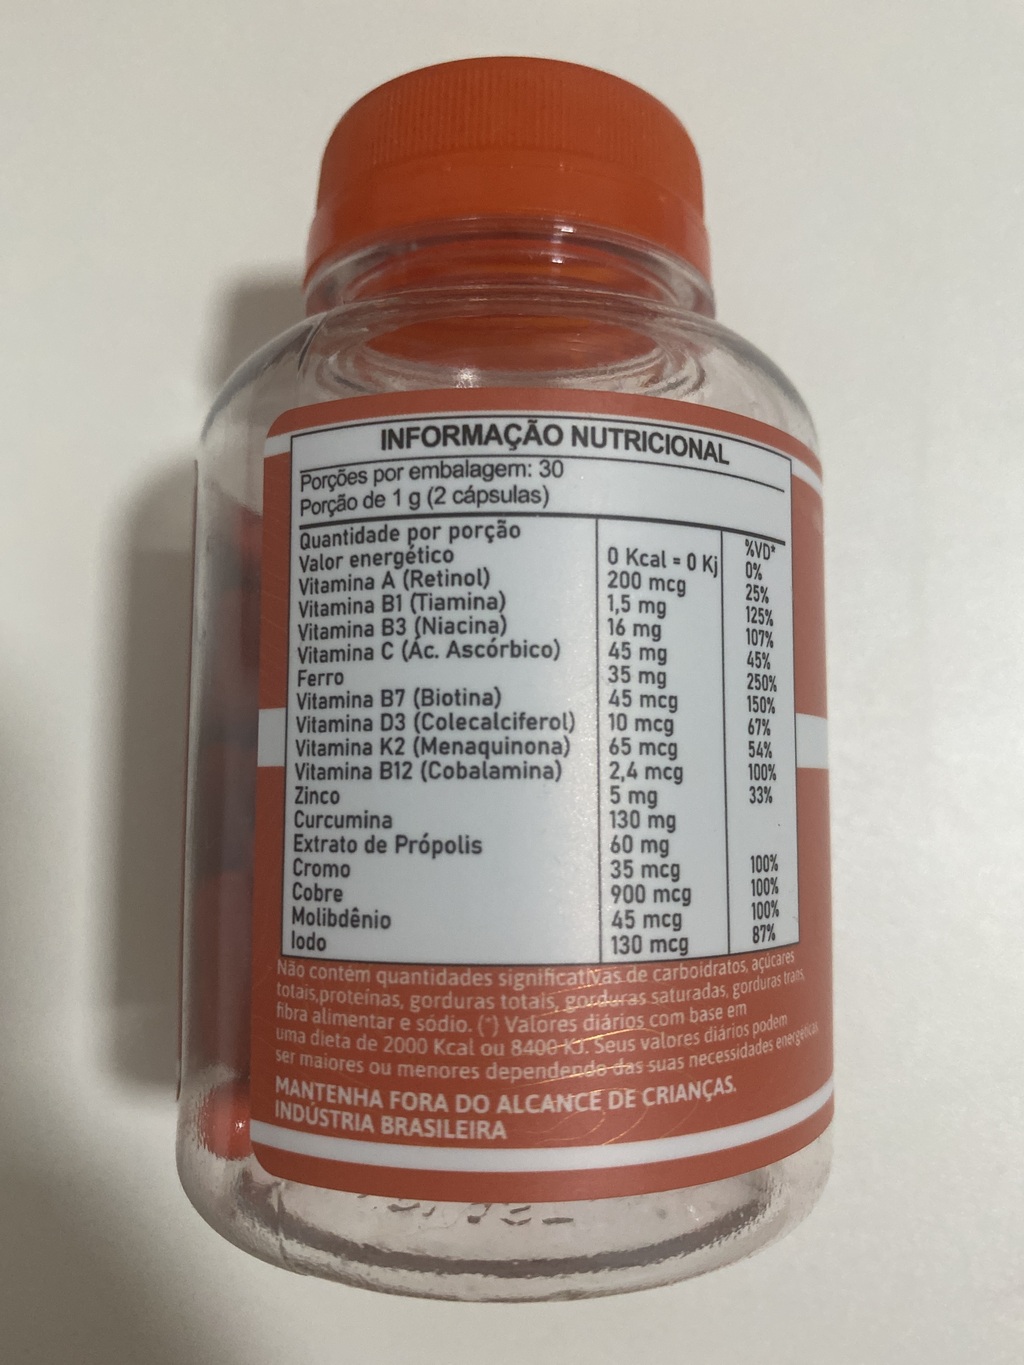 INFORMAÇÃO NUTRICIONAL
Porções por embalagem: 30
Porção de 1 g (2 cápsulas)
Quantidade por porção %VD*
Valor energético 0 Kcal = 0 Kj 0%
Vitamina A (Retinol) 200 mcg 25%
Vitamina B1 (Tiamina) 1,5 mg 125%
Vitamina B3 (Niacina) 16 mg 107%
Vitamina C (Ác. Ascórbico) 45 mg 45%
Ferro 35 mg 250%
Vitamina B7 (Biotina) 45 mcg 150%
Vitamina D3 (Colecalciferol) 10 mcg 67%
Vitamina K2 (Menaquinona) 65 mcg 54%
Vitamina B12 (Cobalamina) 2,4 mcg 100%
Zinco 5 mg 33%
Curcumina 130 mg
Extrato de Própolis 60 mg
Cromo 35 mcg 100%
Cobre 900 mcg 100%
Molibdênio 45 mcg 100%
Iodo 130 mcg 87%
Não contém quantidades significativas de carboidratos, açúcares
totais,proteínas, gorduras totais, gorduras saturadas, gorduras trans,
fibra alimentar e sódio. (*) Valores diários com base em
uma dieta de 2000 Kcal ou 8400 KJ. Seus valores diários podem
ser maiores ou menores dependendo das suas necessidades energéticas
MANTENHA FORA DO ALCANCE DE CRIANÇAS.
INDÚSTRIA BRASILEIRA